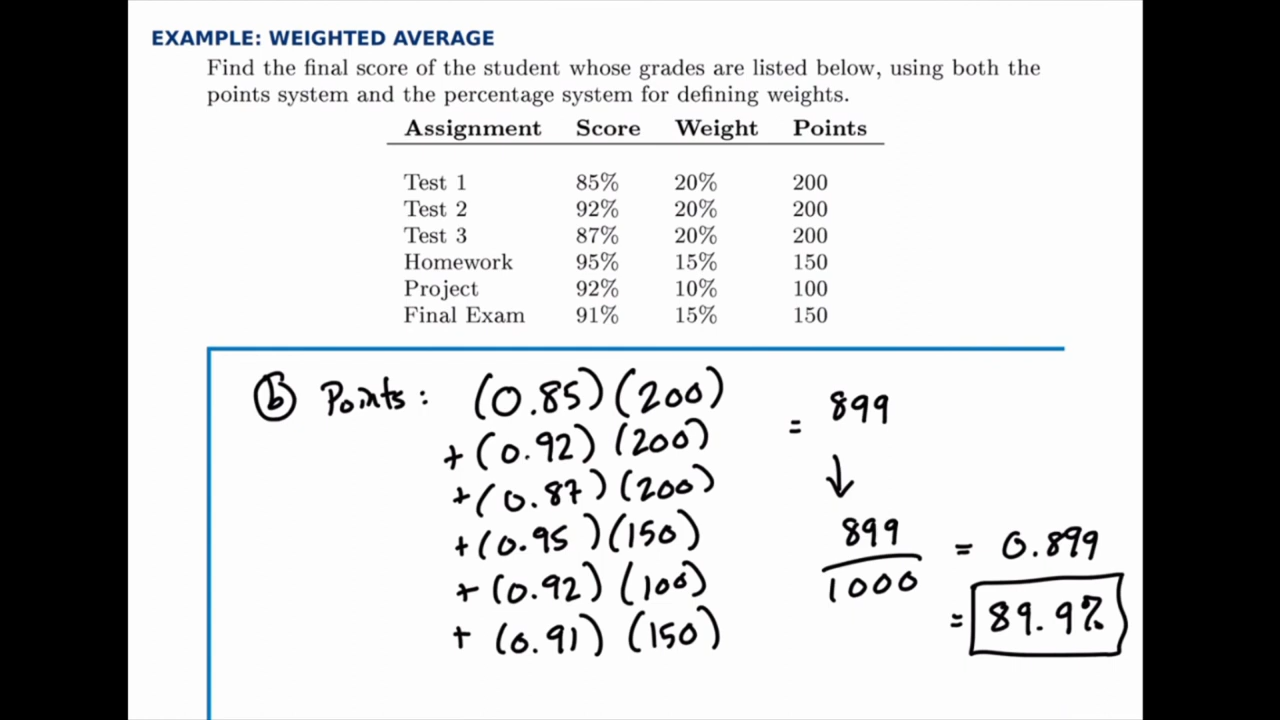 EXAMPLE: WEIGHTED AVERAGE
Find the final score of the student whose grades are listed below, using both the
points system and the percentage system for defining weights.
Assignment Score Weight Points
Test 1 85% 20% 200
Test 2 92% 20% 200
Test 3 87% 20% 200
Homework 95% 15% 150
Project 92% 10% 100
Final Exam 91% 15% 150
ⓑ Points: (0.85)(200) = 899
+(0.92)(200)
+(0.87)(200) ↓
+(0.95)(150) 899
+(0.92)(100) 1000 = 0.899
+(0.91)(150) = 89.9%